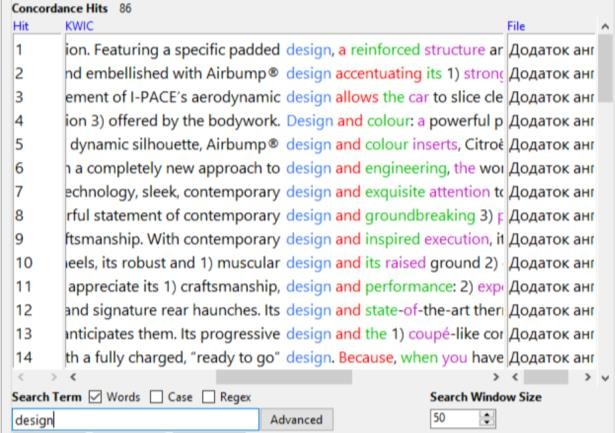 Concordance Hits 86
Hit KWIC File
1 ion. Featuring a specific padded design, a reinforced structure ar Додаток анг
2 nd embellished with Airbump® design accentuating its 1) strong Додаток анг
3 ement of I-PACE's aerodynamic design allows the car to slice cle Додаток анг
4 ion 3) offered by the bodywork. Design and colour: a powerful p Додаток анг
5 dynamic silhouette, Airbump® design and colour inserts, Citroë Додаток анг
6 a completely new approach to design and engineering, the wor Додаток анг
7 echnology, sleek, contemporary design and exquisite attention to Додаток анг
8 rful statement of contemporary design and groundbreaking 3) p Додаток анг
9 ftsmanship. With contemporary design and inspired execution, it Додаток анг
10 eels, its robust and 1) muscular design and its raised ground 2) Додаток анг
11 appreciate its 1) craftsmanship, design and performance: 2) expe Додаток анг
12 and signature rear haunches. Its design and state-of-the-art ther Додаток анг
13 anticipates them. Its progressive design and the 1) coupé-like cor Додаток анг
14 th a fully charged, "ready to go" design. Because, when you have Додаток анг
Search Term Words Case Regex Search Window Size
design Advanced 50